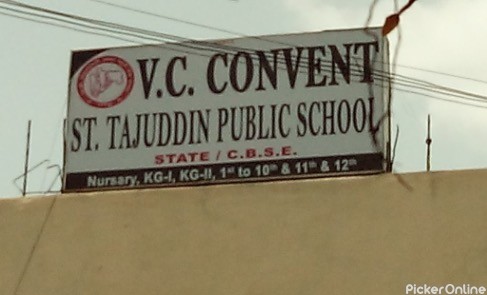 V.C. CONVENT
ST. TAJUDDIN PUBLIC SCHOOL
STATE / C.B.S.E.
Nursary, KG-I, KG-II, 1st to 10th & 11th & 12th
PickerOnline